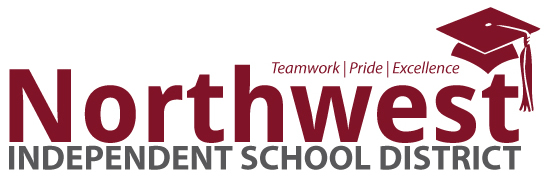 Teamwork | Pride | Excellence
Northwest
INDEPENDENT SCHOOL DISTRICT